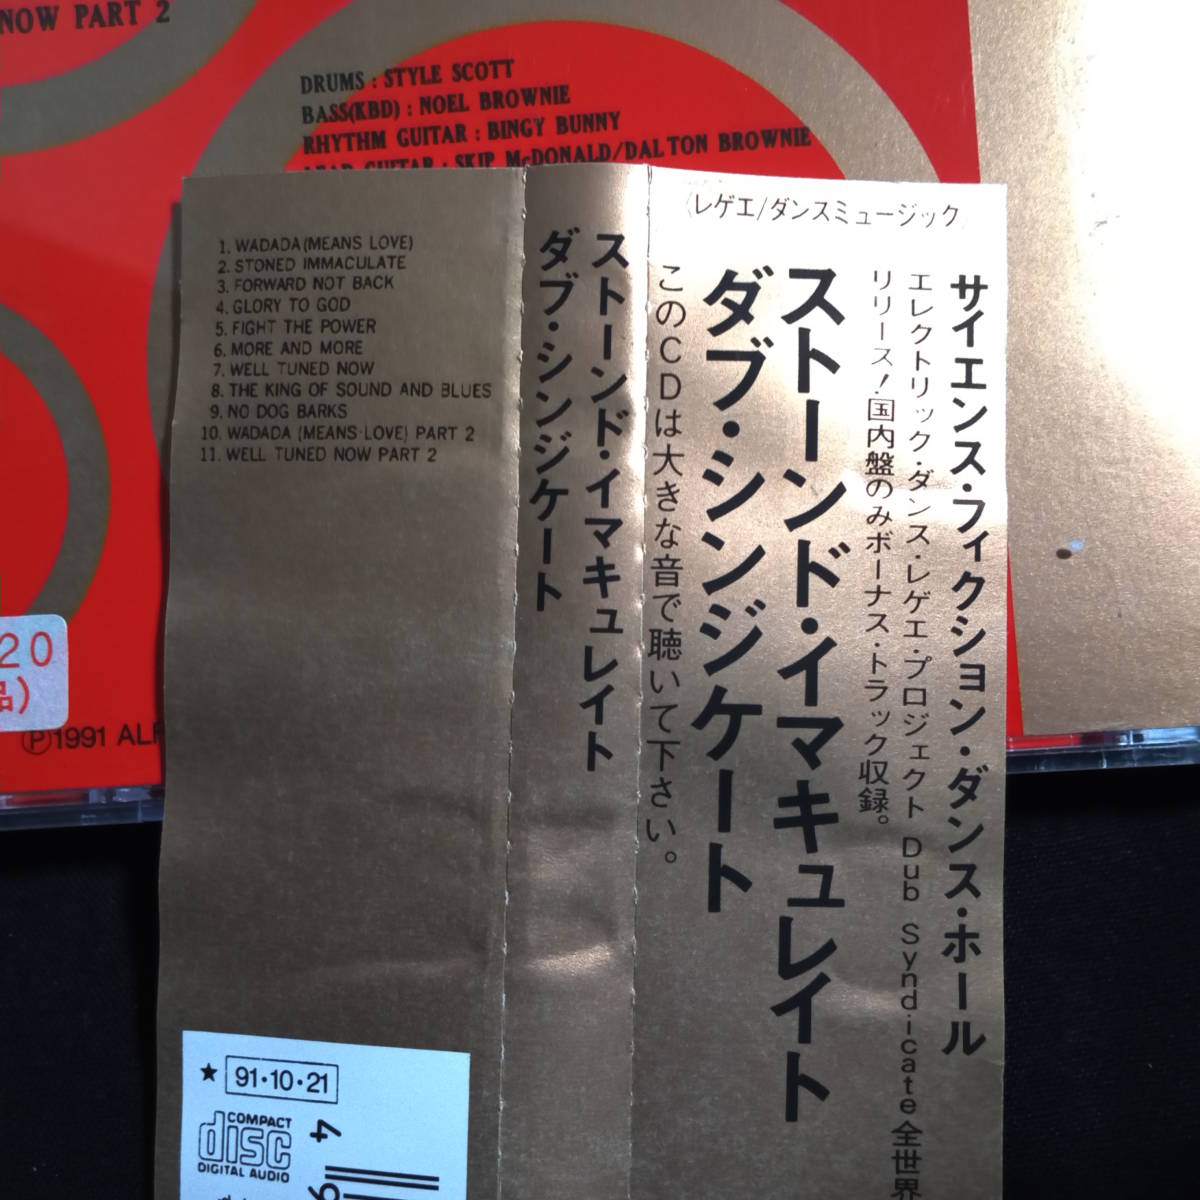 NOW PART 2
DRUMS : STYLE SCOTT
BASS(KBD) : NOEL BROWNIE
RHYTHM GUITAR : BINGY BUNNY
LEAD GUITAR : SKIP McDONALD/DALTON BROWNIE
1. WADADA (MEANS LOVE)
2. STONED IMMACULATE
3. FORWARD NOT BACK
4. GLORY TO GOD
5. FIGHT THE POWER
6. MORE AND MORE
7. WELL TUNED NOW
8. THE KING OF SOUND AND BLUES
9. NO DOG BARKS
10. WADADA (MEANS LOVE) PART 2
11. WELL TUNED NOW PART 2
ストーンド・イマキュレイト
ダブ・シンジケート
(レゲエ/ダンスミュージック)
サイエンス・フィクション・ダンス・ホール
エレクトリック・ダンス・レゲエ・プロジェクト Dub Syndicate全世界
リリース!国内盤のみボーナス・トラック収録。
ストーンド・イマキュレイト
ダブ・シンジケート
このCDは大きな音で聴いて下さい。
20
品)
Ⓟ1991 ALF
★ 91・10・21
COMPACT
disc
DIGITAL AUDIO
4
9